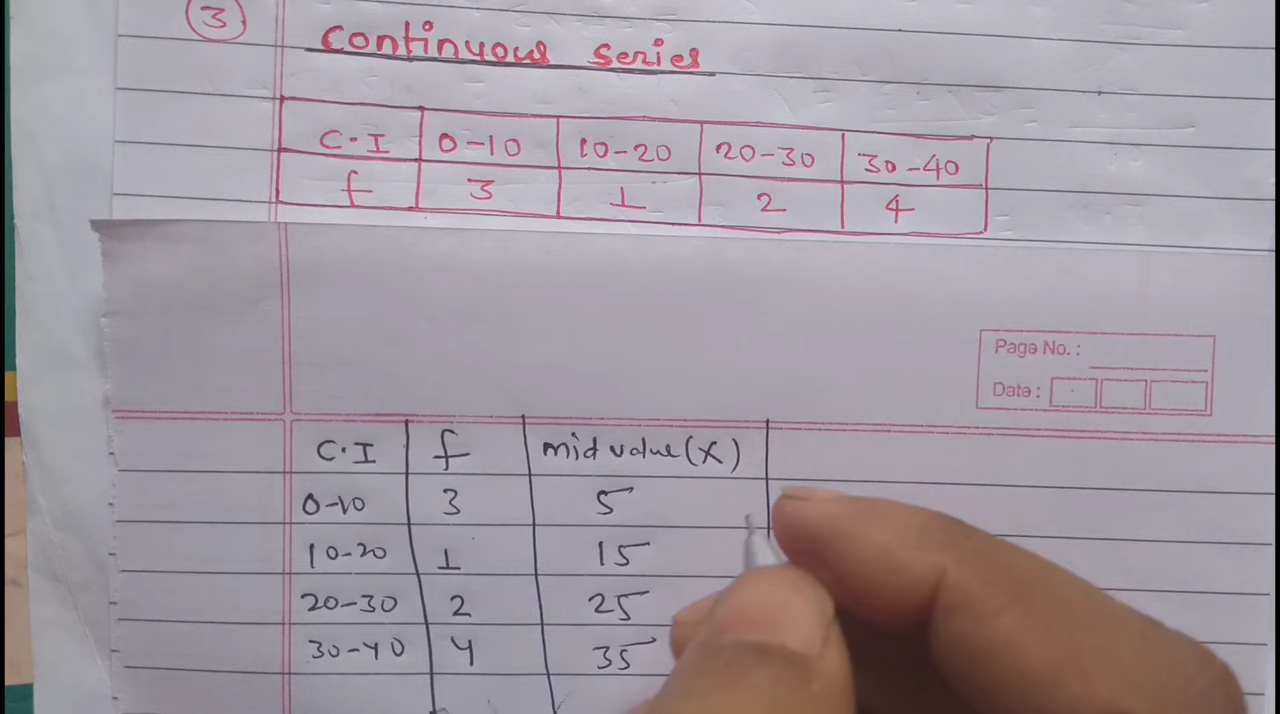 3 Continuous series
C.I 0-10 10-20 20-30 30-40
f 3 1 2 4
Page No. :
Date :
C.I f mid value (X)
0-10 3 5
10-20 1 15
20-30 2 25
30-40 4 35